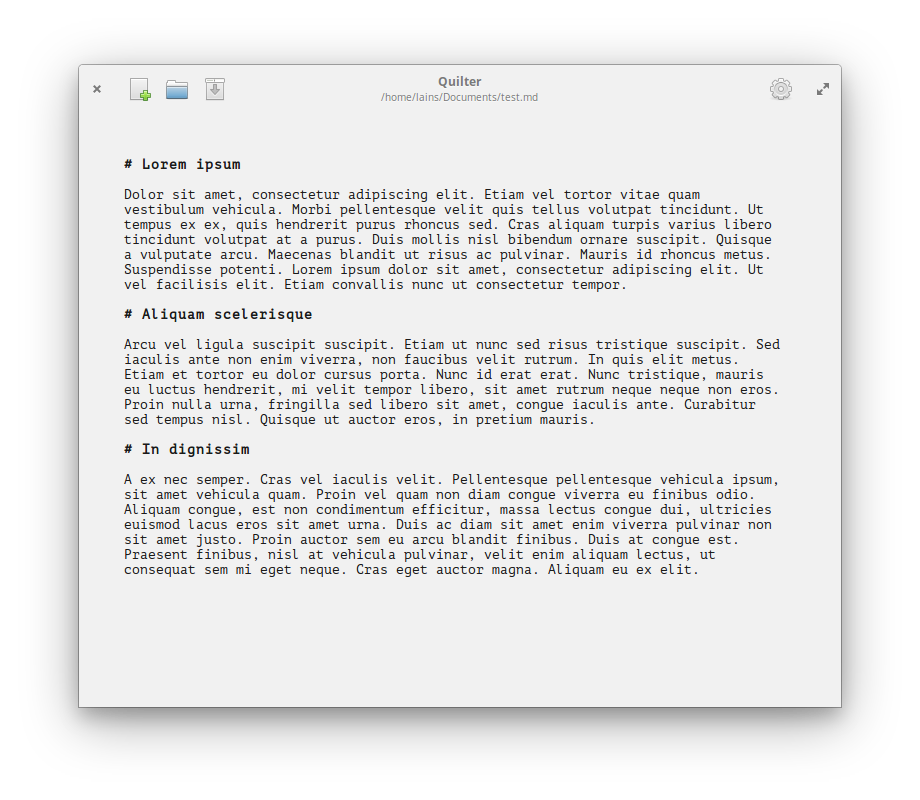 Quilter
/home/lains/Documents/test.md
# Lorem ipsum
Dolor sit amet, consectetur adipiscing elit. Etiam vel tortor vitae quam
vestibulum vehicula. Morbi pellentesque velit quis tellus volutpat tincidunt. Ut
tempus ex ex, quis hendrerit purus rhoncus sed. Cras aliquam turpis varius libero
tincidunt volutpat at a purus. Duis mollis nisl bibendum ornare suscipit. Quisque
a vulputate arcu. Maecenas blandit ut risus ac pulvinar. Mauris id rhoncus metus.
Suspendisse potenti. Lorem ipsum dolor sit amet, consectetur adipiscing elit. Ut
vel facilisis elit. Etiam convallis nunc ut consectetur tempor.
# Aliquam scelerisque
Arcu vel ligula suscipit suscipit. Etiam ut nunc sed risus tristique suscipit. Sed
iaculis ante non enim viverra, non faucibus velit rutrum. In quis elit metus.
Etiam et tortor eu dolor cursus porta. Nunc id erat erat. Nunc tristique, mauris
eu luctus hendrerit, mi velit tempor libero, sit amet rutrum neque neque non eros.
Proin nulla urna, fringilla sed libero sit amet, congue iaculis ante. Curabitur
sed tempus nisl. Quisque ut auctor eros, in pretium mauris.
# In dignissim
A ex nec semper. Cras vel iaculis velit. Pellentesque pellentesque vehicula ipsum,
sit amet vehicula quam. Proin vel quam non diam congue viverra eu finibus odio.
Aliquam congue, est non condimentum efficitur, massa lectus congue dui, ultricies
euismod lacus eros sit amet urna. Duis ac diam sit amet enim viverra pulvinar non
sit amet justo. Proin auctor sem eu arcu blandit finibus. Duis at congue est.
Praesent finibus, nisl at vehicula pulvinar, velit enim aliquam lectus, ut
consequat sem mi eget neque. Cras eget auctor magna. Aliquam eu ex elit.